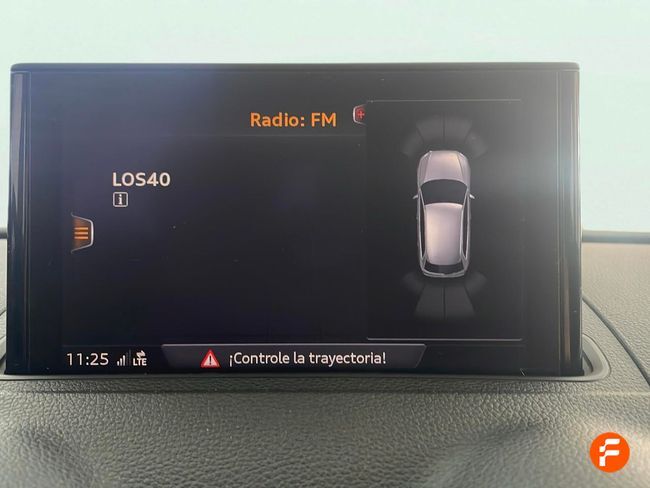 Radio: FM
LOS40
i
11:25 LTE ¡Controle la trayectoria!